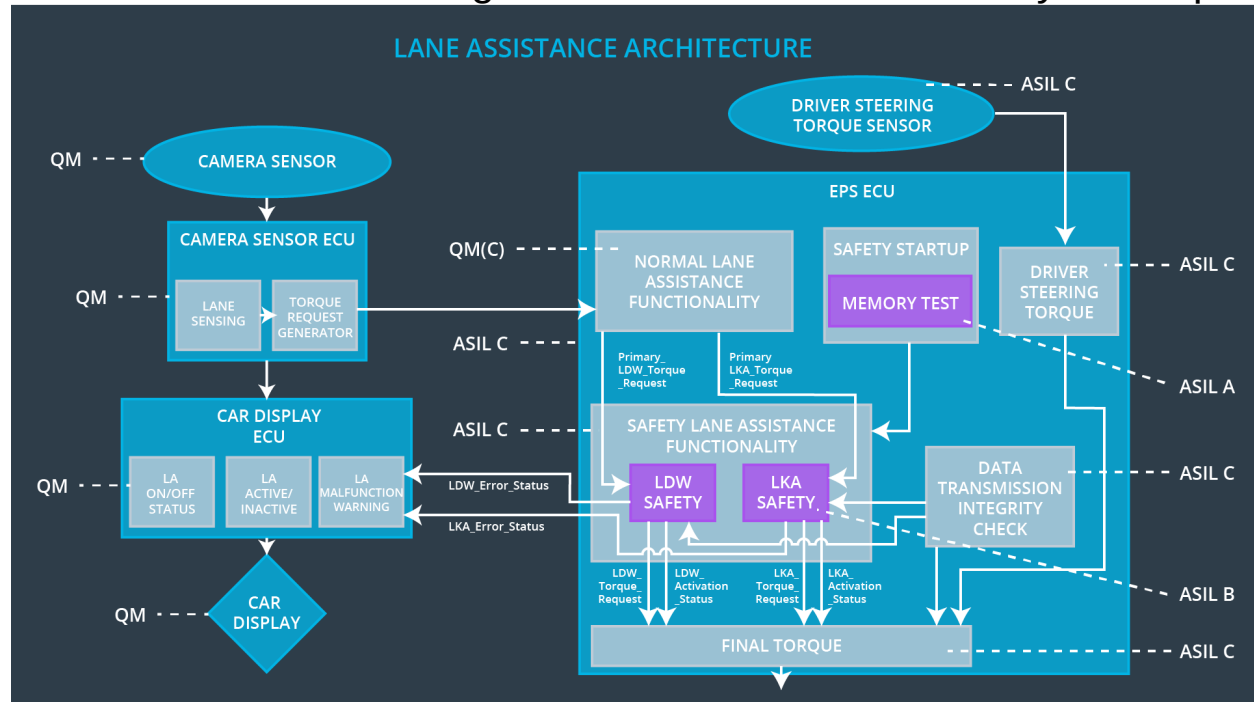 LANE ASSISTANCE ARCHITECTURE
ASIL C
DRIVER STEERING
TORQUE SENSOR
QM
CAMERA SENSOR
EPS ECU
CAMERA SENSOR ECU
QM
LANE
SENSING
TORQUE
REQUEST
GENERATOR
QM(C)
NORMAL LANE
ASSISTANCE
FUNCTIONALITY
SAFETY STARTUP
MEMORY TEST
DRIVER
STEERING
TORQUE
ASIL C
ASIL C
ASIL A
Primary_
LDW_Torque
_Request
Primary
LKA_Torque
_Request
CAR DISPLAY
ECU
QM
LA
ON/OFF
STATUS
LA
ACTIVE/
INACTIVE
LA
MALFUNCTION
WARNING
ASIL C
SAFETY LANE ASSISTANCE
FUNCTIONALITY
LDW
SAFETY
LKA
SAFETY
DATA
TRANSMISSION
INTEGRITY
CHECK
ASIL C
LDW_Error_Status
LKA_Error_Status
LDW_
Torque_
Request
LDW_
Activation
_Status
LKA_
Torque_
Request
LKA_
Activation
_Status
ASIL B
QM
CAR
DISPLAY
FINAL TORQUE
ASIL C